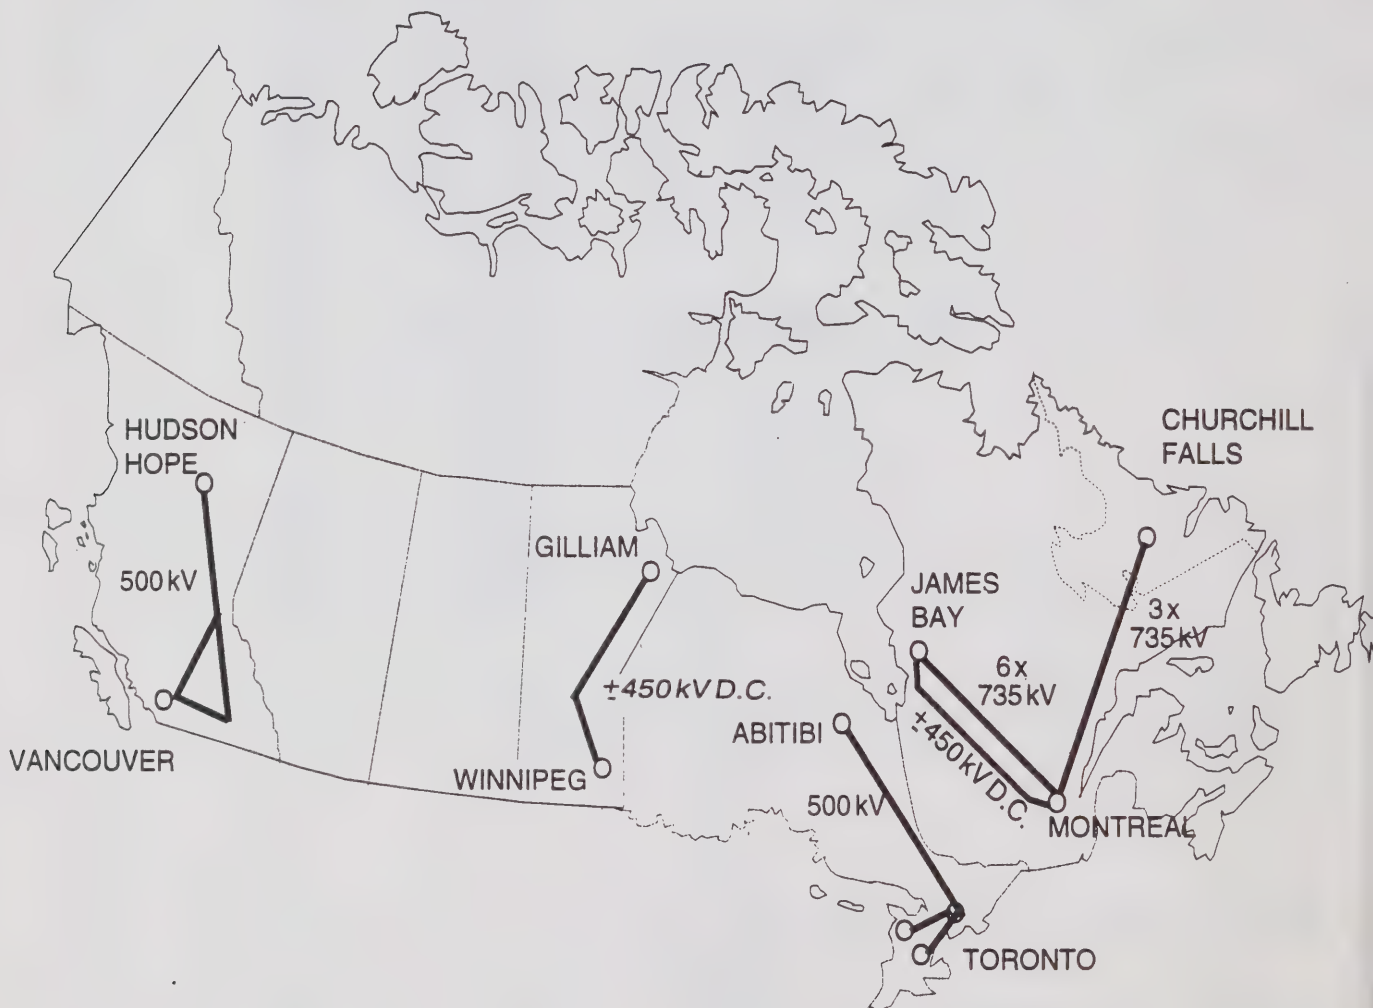 CHURCHILL
FALLS
HUDSON
HOPE
GILLIAM
500 kV
JAMES
BAY
3x
735 kV
6x
735 kV
±450 kV D.C.
ABITIBI
±450 kV D.C.
VANCOUVER
WINNIPEG
500 kV
MONTREAL
TORONTO